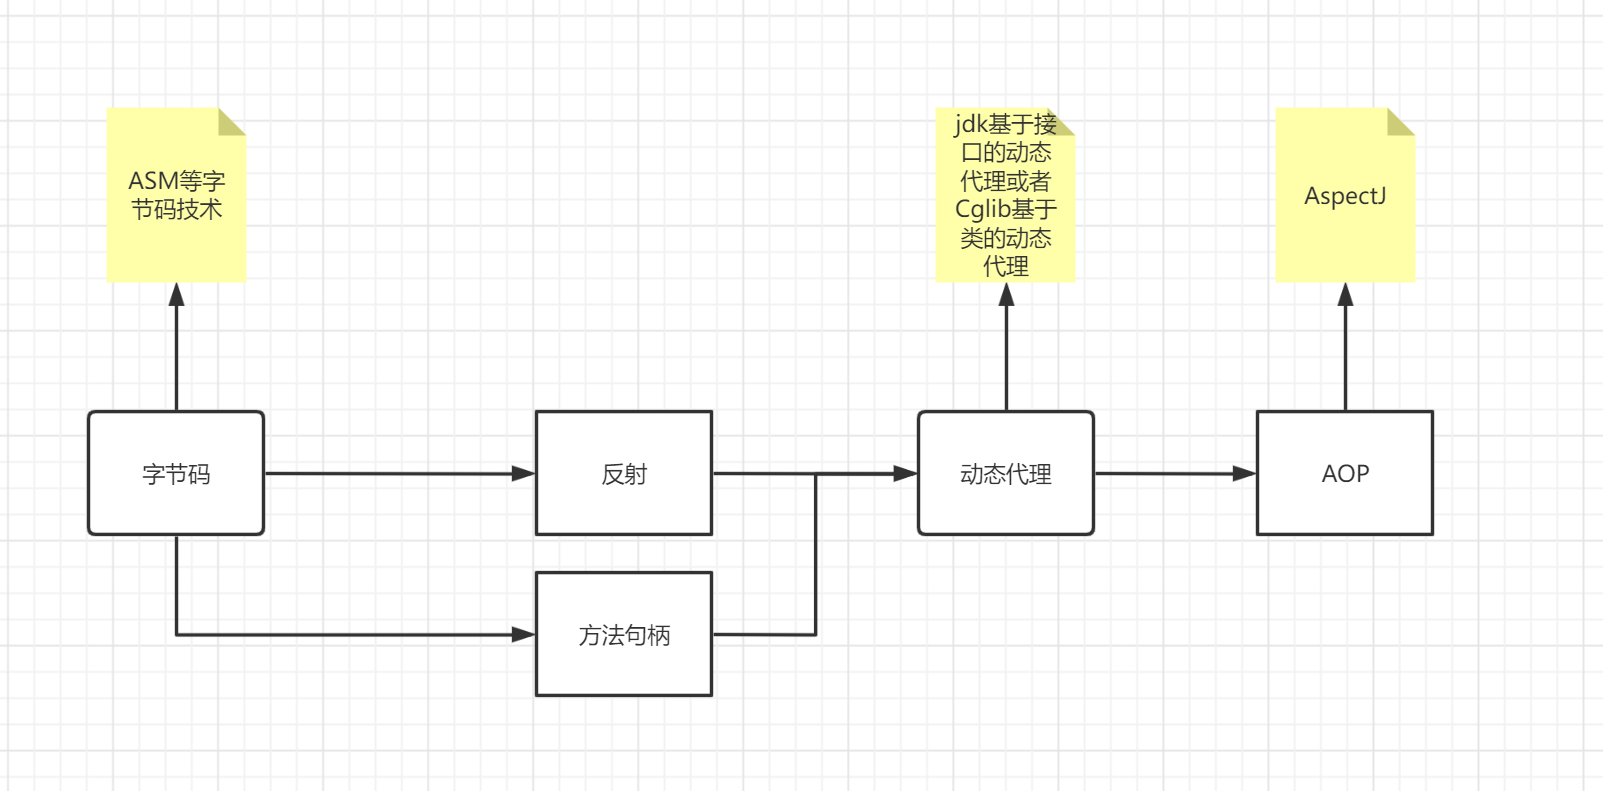 ASM等字
节码技术
jdk基于接
口的动态
代理或者
Cglib基于
类的动态
代理
AspectJ
字节码
反射
动态代理
AOP
方法句柄